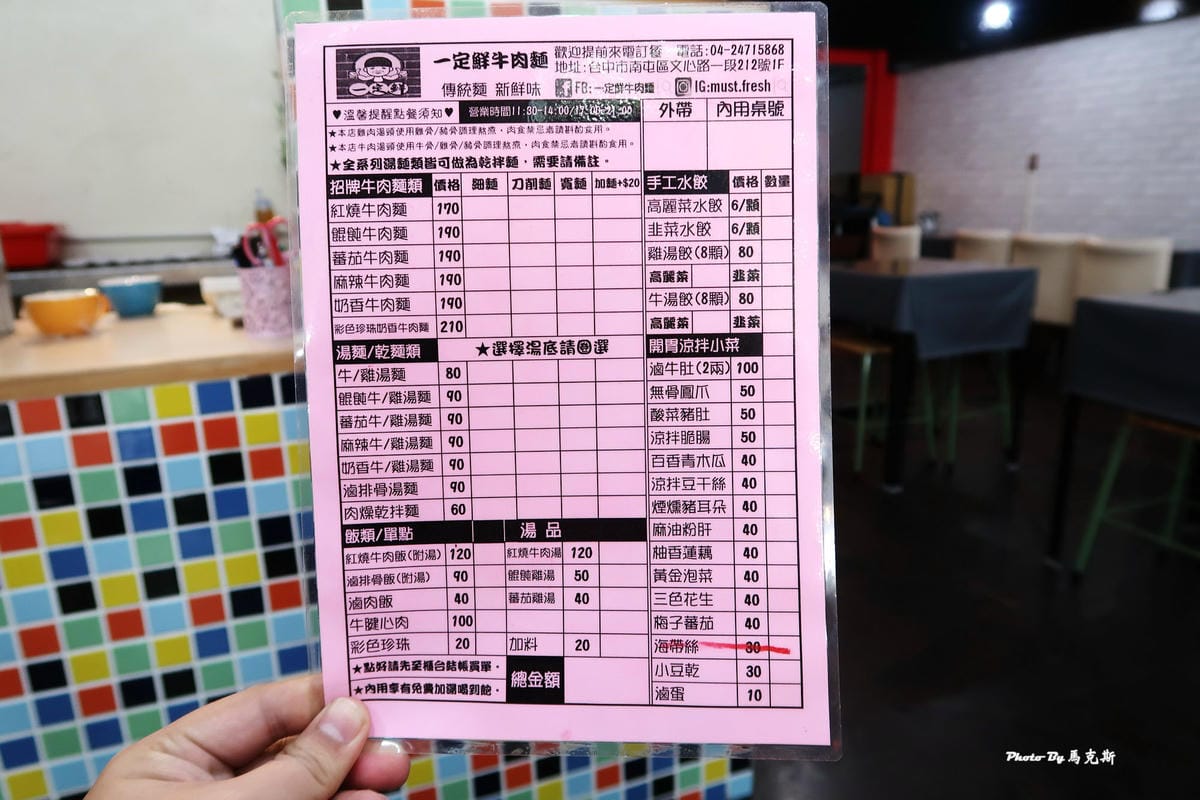 一定鮮
一定鮮牛肉麵
傳統麵 新鮮味
歡迎提前來電訂餐 電話:04-24715868
地址:台中市南屯區文心路一段212號1F
FB:一定鮮牛肉麵 IG:must.fresh
♥溫馨提醒點餐須知♥ 營業時間11:30-14:00/17:00-21:00 外帶 內用桌號
★本店雞肉湯頭使用雞骨/豬骨調理熬煮,肉食禁忌者請斟酌食用。
★本店牛肉湯頭使用牛骨/雞骨/豬骨調理熬煮,肉食禁忌者請斟酌食用。
★全系列湯麵類皆可做為乾拌麵,需要請備註。
招牌牛肉麵類 價格 細麵 刀削麵 寬麵 加麵+$20
紅燒牛肉麵 170
餛飩牛肉麵 190
蕃茄牛肉麵 190
麻辣牛肉麵 190
奶香牛肉麵 190
彩色珍珠奶香牛肉麵 210
湯麵/乾麵類 ★選擇湯底請圈選
牛/雞湯麵 80
餛飩牛/雞湯麵 90
蕃茄牛/雞湯麵 90
麻辣牛/雞湯麵 90
奶香牛/雞湯麵 90
滷排骨湯麵 90
肉燥乾拌麵 60
飯類/單點 湯品
紅燒牛肉飯(附湯) 120 紅燒牛肉湯 120
滷排骨飯(附湯) 90 餛飩雞湯 50
滷肉飯 40 蕃茄雞湯 40
牛腱心肉 100
彩色珍珠 20 加料 20
★點好請先至櫃台結帳買單。
★內用享有免費加湯喝到飽。
總金額
手工水餃 價格 數量
高麗菜水餃 6/顆
韭菜水餃 6/顆
雞湯餃(8顆) 80
高麗菜 韭菜
牛湯餃(8顆) 80
高麗菜 韭菜
開胃涼拌小菜
滷牛肚(2兩) 100
無骨鳳爪 50
酸菜豬肚 50
涼拌脆腸 50
百香青木瓜 40
涼拌豆干絲 40
煙燻豬耳朵 40
麻油粉肝 40
柚香蓮藕 40
黃金泡菜 40
三色花生 40
梅子蕃茄 40
海帶絲 30
小豆乾 30
滷蛋 10
Photo By 馬克斯